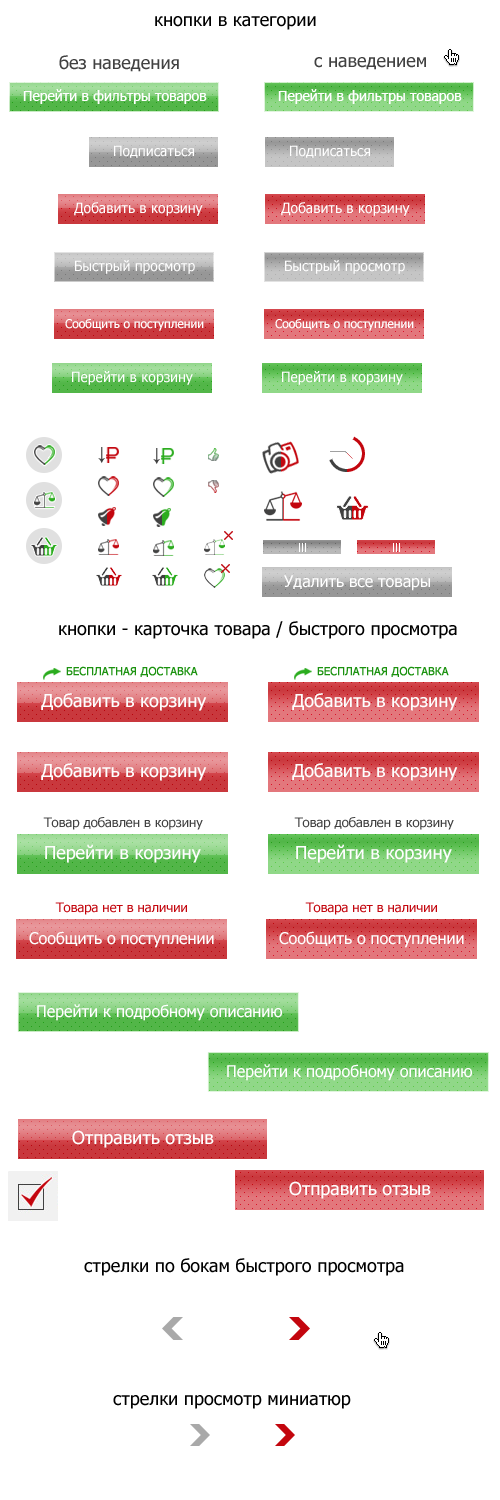 кнопки в категории
без наведения
с наведением
Перейти в фильтры товаров
Перейти в фильтры товаров
Подписаться
Подписаться
Добавить в корзину
Добавить в корзину
Быстрый просмотр
Быстрый просмотр
Сообщить о поступлении
Сообщить о поступлении
Перейти в корзину
Перейти в корзину
Удалить все товары
кнопки - карточка товара / быстрого просмотра
БЕСПЛАТНАЯ ДОСТАВКА
БЕСПЛАТНАЯ ДОСТАВКА
Добавить в корзину
Добавить в корзину
Добавить в корзину
Добавить в корзину
Товар добавлен в корзину
Товар добавлен в корзину
Перейти в корзину
Перейти в корзину
Товара нет в наличии
Товара нет в наличии
Сообщить о поступлении
Сообщить о поступлении
Перейти к подробному описанию
Перейти к подробному описанию
Отправить отзыв
Отправить отзыв
стрелки по бокам быстрого просмотра
стрелки просмотр миниатюр